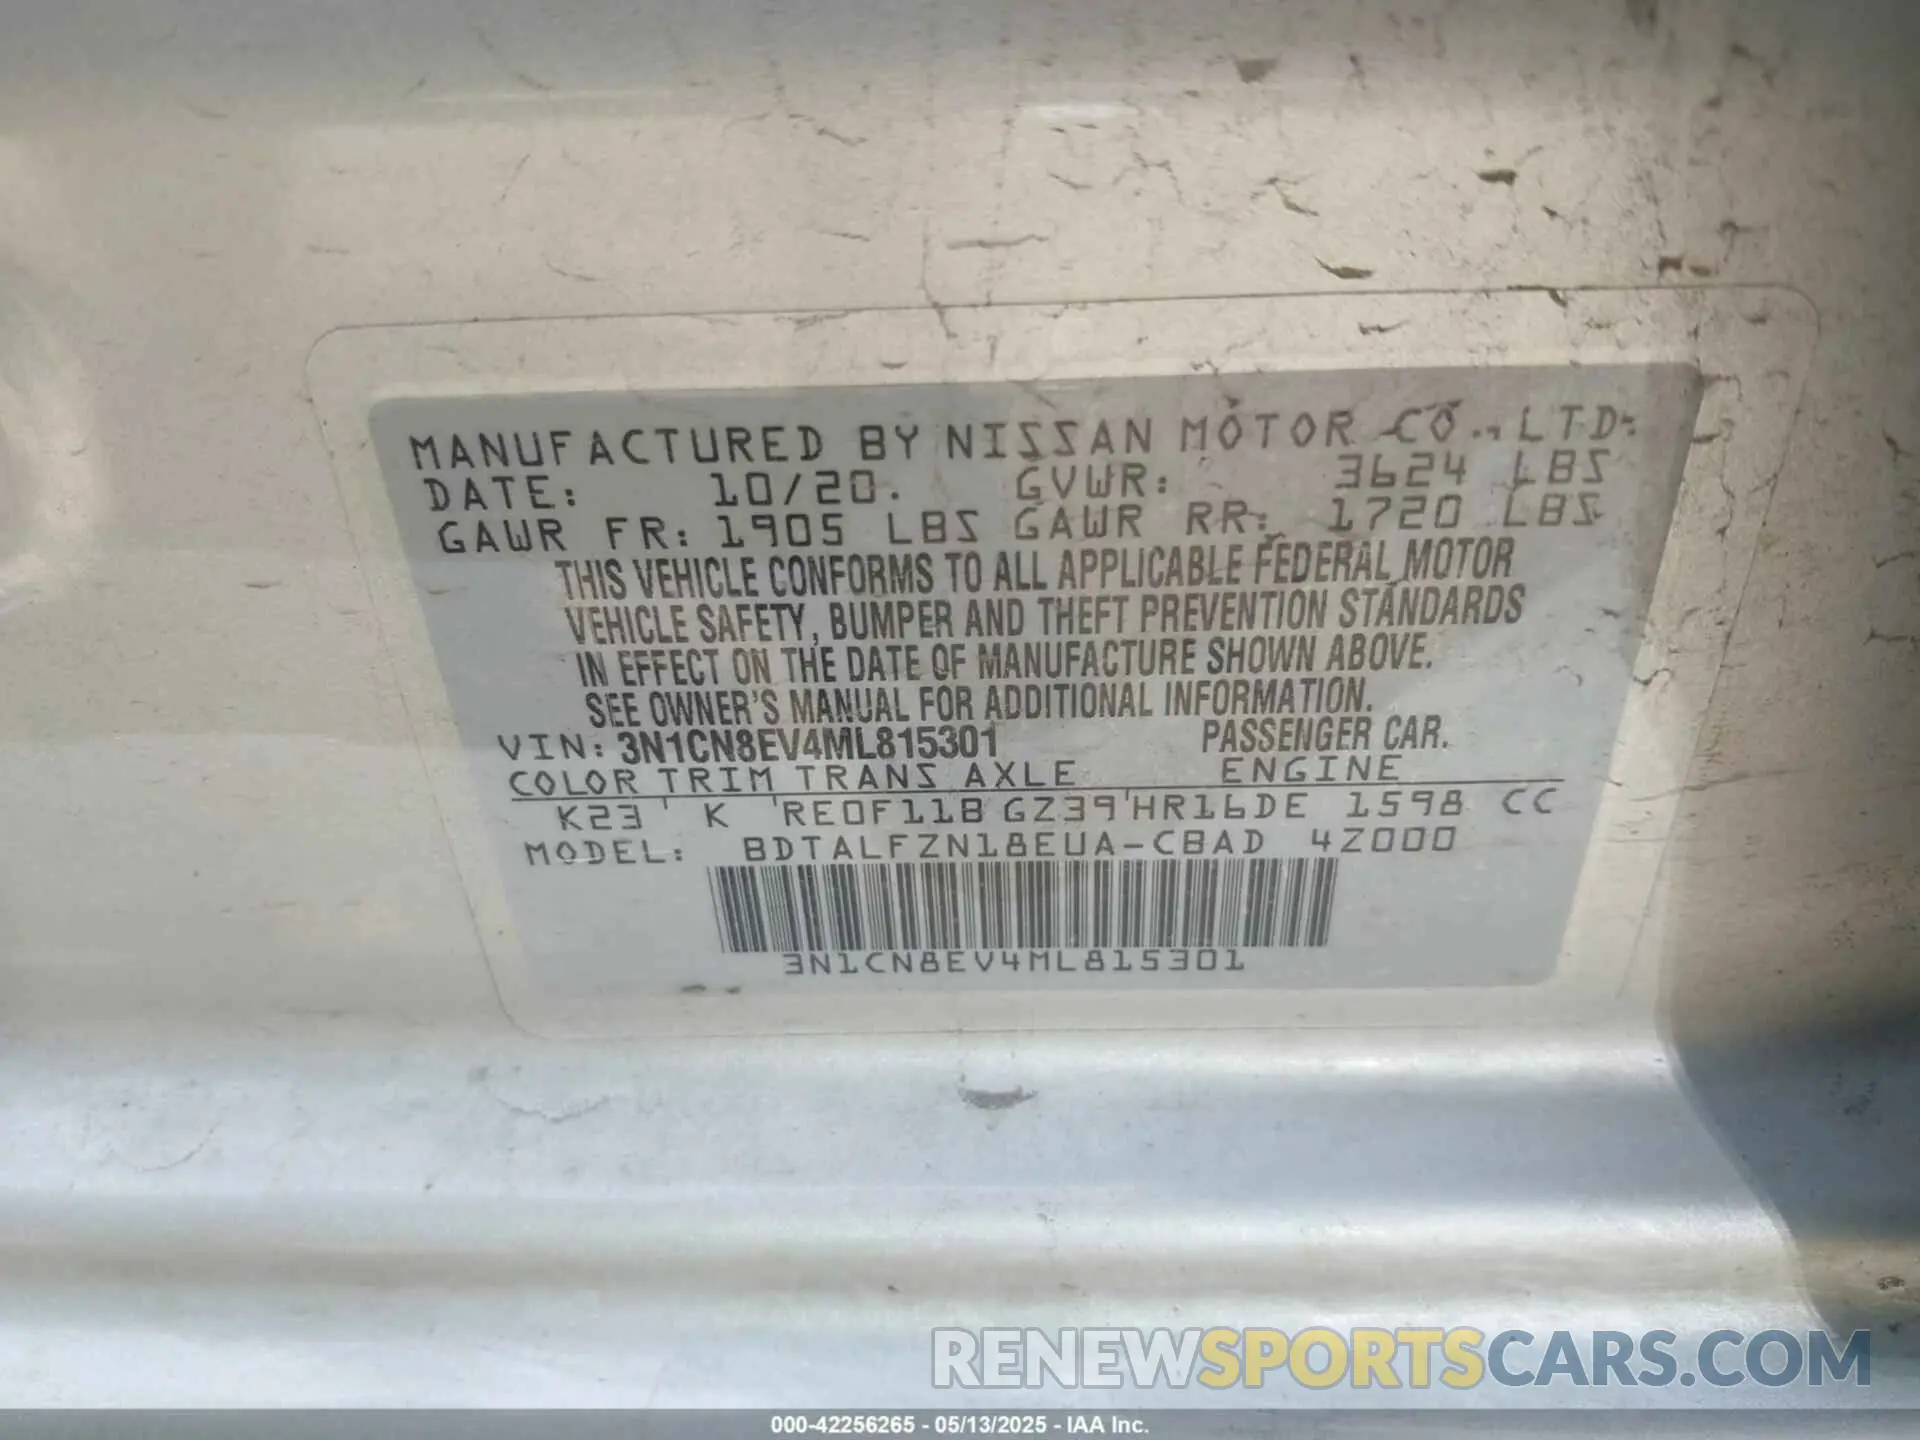 MANUFACTURED BY NISSAN MOTOR CO., LTD.
DATE: 10/20. GVWR: 3624 LBS
GAWR FR: 1905 LBS GAWR RR: 1720 LBS
THIS VEHICLE CONFORMS TO ALL APPLICABLE FEDERAL MOTOR
VEHICLE SAFETY, BUMPER AND THEFT PREVENTION STANDARDS
IN EFFECT ON THE DATE OF MANUFACTURE SHOWN ABOVE.
SEE OWNER'S MANUAL FOR ADDITIONAL INFORMATION.
VIN: 3N1CN8EV4ML815301 PASSENGER CAR.
COLOR TRIM TRANS AXLE ENGINE
K23 K RE0F11B GZ39 HR16DE 1598 CC
MODEL: BDTALFZN18EUA-CBAD 4Z000
3N1CN8EV4ML815301
RENEWSPORTSCARS.COM
000-42256265 - 05/13/2025 - IAA Inc.